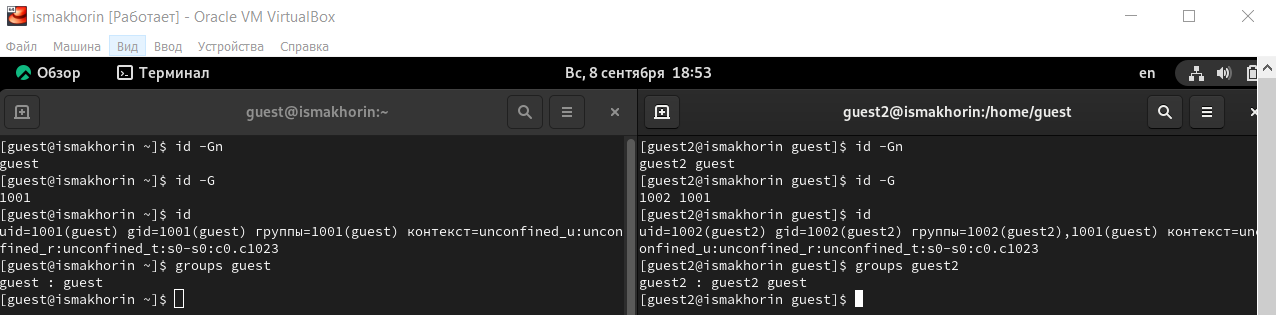 ismakhorin [Работает] - Oracle VM VirtualBox
Файл Машина Вид Ввод Устройства Справка
Обзор Терминал Вс, 8 сентября 18:53 en
guest@ismakhorin:~
[guest@ismakhorin ~]$ id -Gn
guest
[guest@ismakhorin ~]$ id -G
1001
[guest@ismakhorin ~]$ id
uid=1001(guest) gid=1001(guest) группы=1001(guest) контекст=unconfined_u:uncon
fined_r:unconfined_t:s0-s0:c0.c1023
[guest@ismakhorin ~]$ groups guest
guest : guest
[guest@ismakhorin ~]$
guest2@ismakhorin:/home/guest
[guest2@ismakhorin guest]$ id -Gn
guest2 guest
[guest2@ismakhorin guest]$ id -G
1002 1001
[guest2@ismakhorin guest]$ id
uid=1002(guest2) gid=1002(guest2) группы=1002(guest2),1001(guest) контекст=unc
onfined_u:unconfined_r:unconfined_t:s0-s0:c0.c1023
[guest2@ismakhorin guest]$ groups guest2
guest2 : guest2 guest
[guest2@ismakhorin guest]$